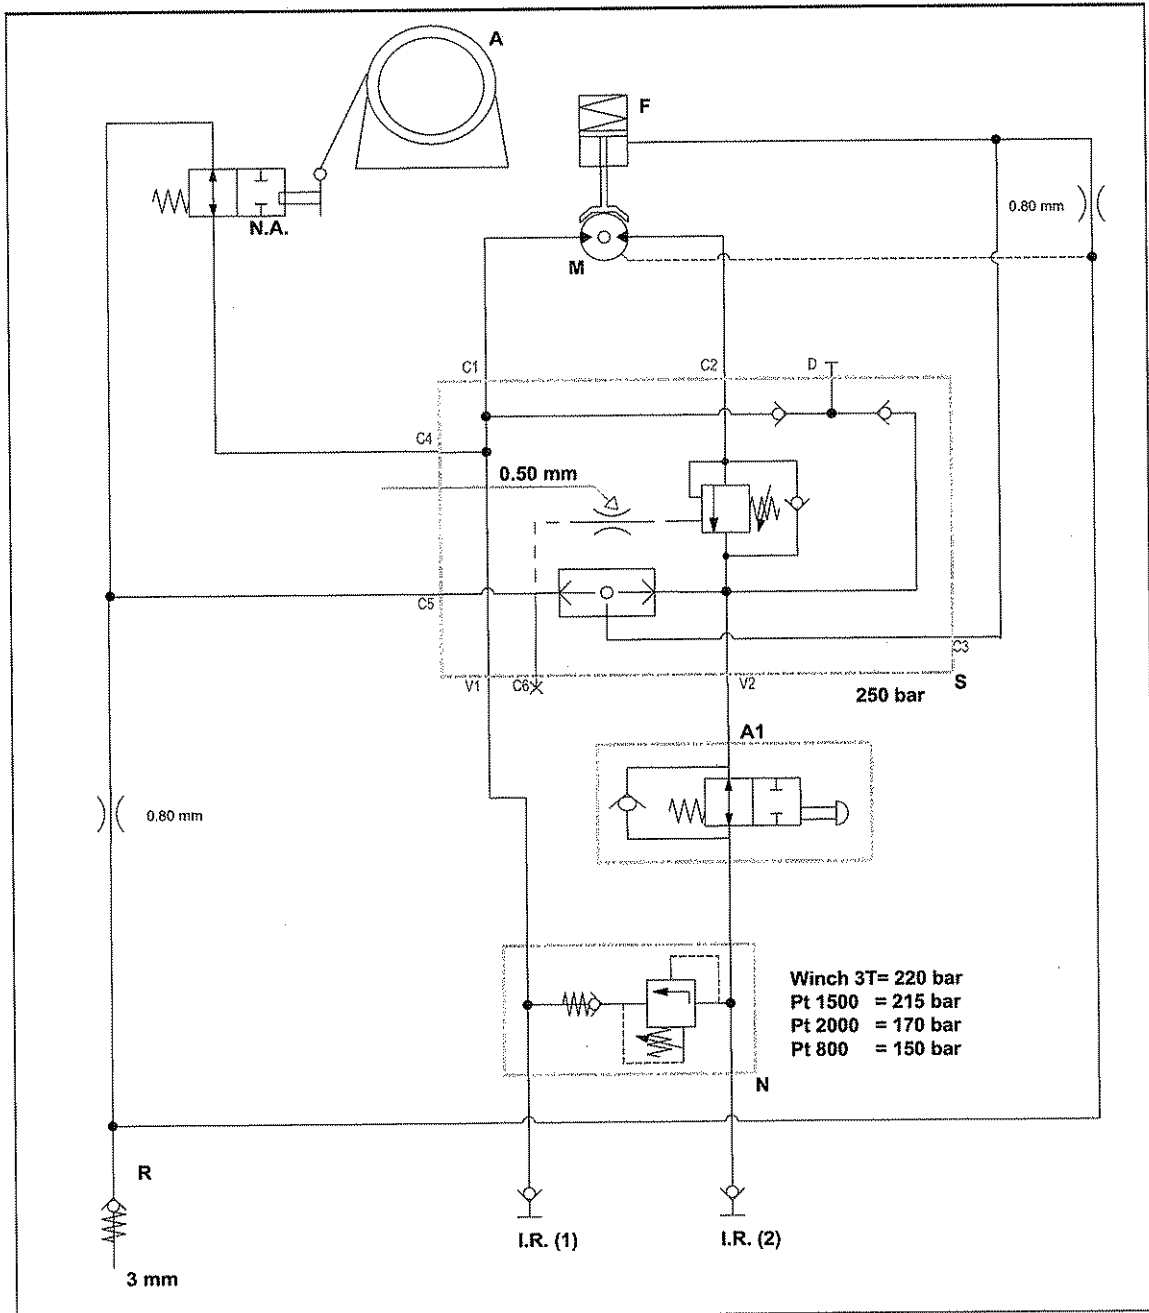 A
F
N.A.
0.80 mm
M
C1
C2
D
C4
0.50 mm
C5
C3
V1
C6
V2
S
250 bar
A1
0.80 mm
Winch 3T= 220 bar
Pt 1500 = 215 bar
Pt 2000 = 170 bar
Pt 800 = 150 bar
N
R
I.R. (1)
I.R. (2)
3 mm